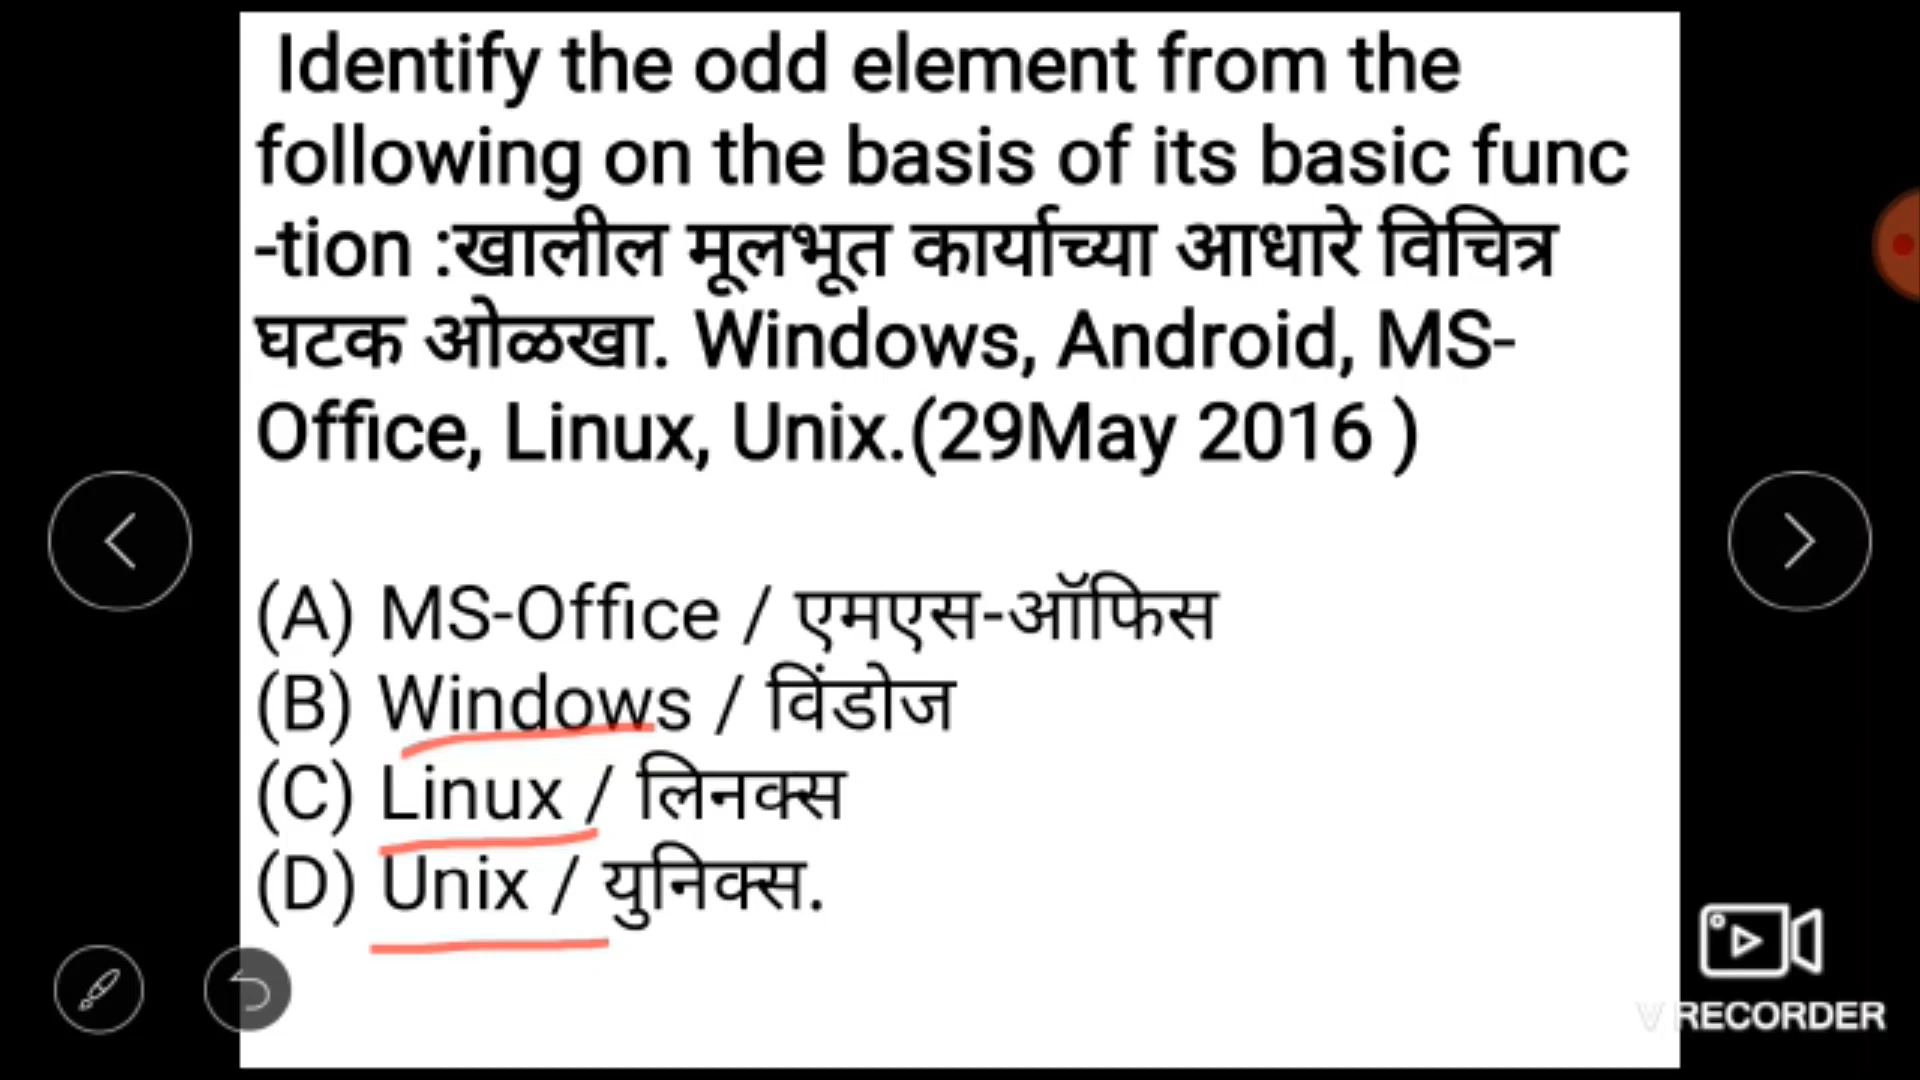 Identify the odd element from the
following on the basis of its basic func
-tion :खालील मूलभूत कार्याच्या आधारे विचित्र
घटक ओळखा. Windows, Android, MS-
Office, Linux, Unix.(29May 2016 )
(A) MS-Office / एमएस-ऑफिस
(B) Windows / विंडोज
(C) Linux / लिनक्स
(D) Unix / युनिक्स.
V RECORDER